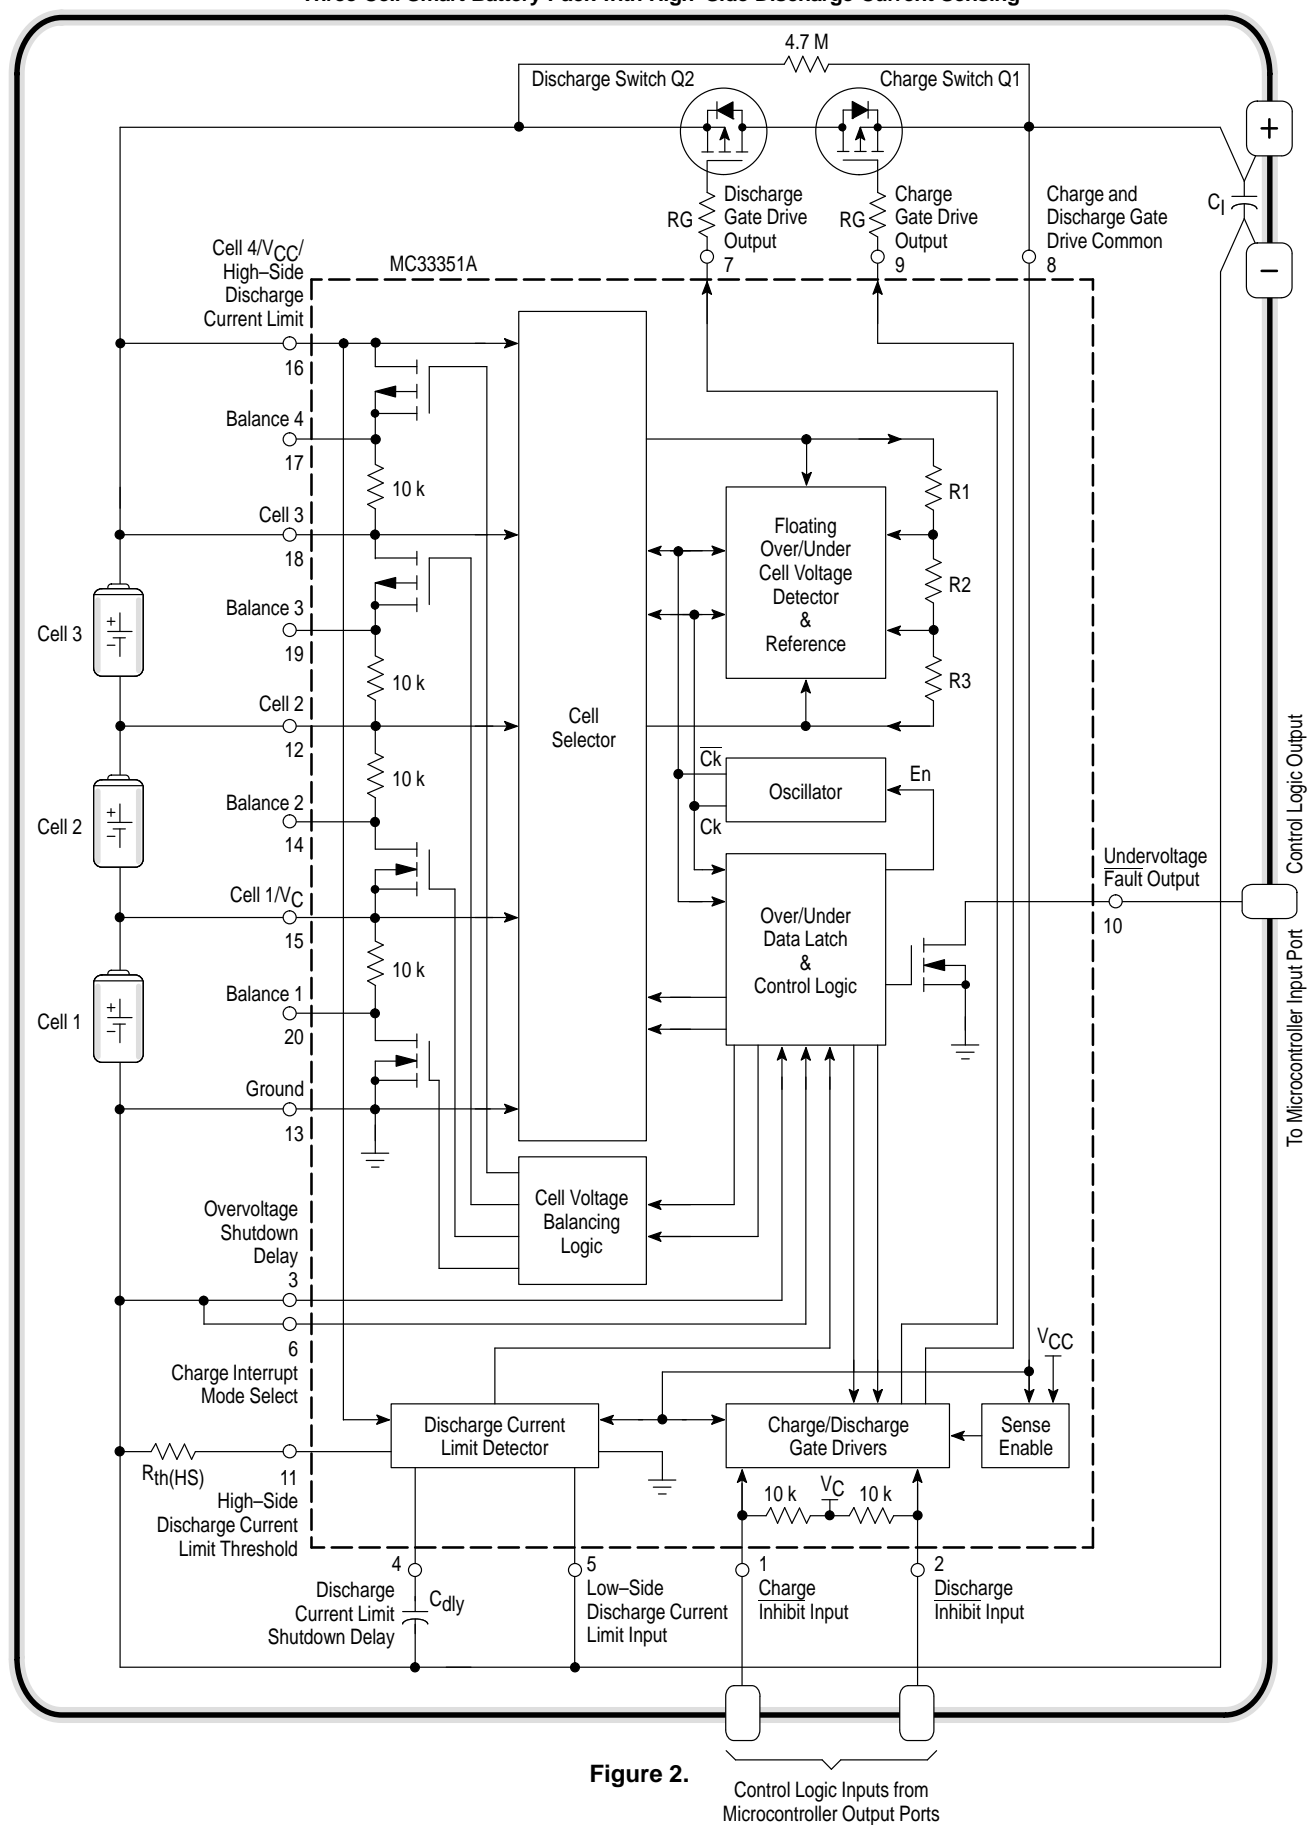 Three Cell Smart Battery Pack with High–Side Discharge Current Sensing
4.7 M
Discharge Switch Q2
Charge Switch Q1
+
Discharge
Gate Drive
Output
RG
7
Charge
Gate Drive
Output
RG
9
Charge and
Discharge Gate
Drive Common
8
CI
–
Cell 4/VCC/
High–Side
Discharge
Current Limit
16
MC33351A
Balance 4
17
10 k
Cell 3
18
Balance 3
19
10 k
Cell 2
12
10 k
Balance 2
14
Cell 1/VC
15
10 k
Balance 1
20
Ground
13
Cell 3
+
–
Cell 2
+
–
Cell 1
+
–
Cell
Selector
Floating
Over/Under
Cell Voltage
Detector
&
Reference
R1
R2
R3
Ck
Oscillator
En
Ck
Over/Under
Data Latch
&
Control Logic
Undervoltage
Fault Output
10
To Microcontroller Input Port
Control Logic Output
Cell Voltage
Balancing
Logic
Overvoltage
Shutdown
Delay
3
6
Charge Interrupt
Mode Select
VCC
Discharge Current
Limit Detector
Charge/Discharge
Gate Drivers
Sense
Enable
Rth(HS)
11
High–Side
Discharge Current
Limit Threshold
10 k
VC
10 k
4
Discharge
Current Limit
Shutdown Delay
Cdly
5
Low–Side
Discharge Current
Limit Input
1
Charge
Inhibit Input
2
Discharge
Inhibit Input
Figure 2.
Control Logic Inputs from
Microcontroller Output Ports